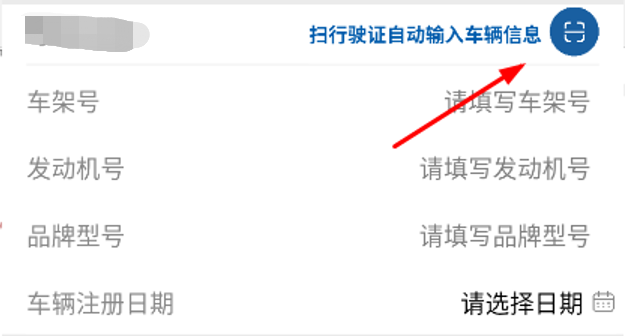 扫行驶证自动输入车辆信息
车架号 请填写车架号
发动机号 请填写发动机号
品牌型号 请填写品牌型号
车辆注册日期 请选择日期